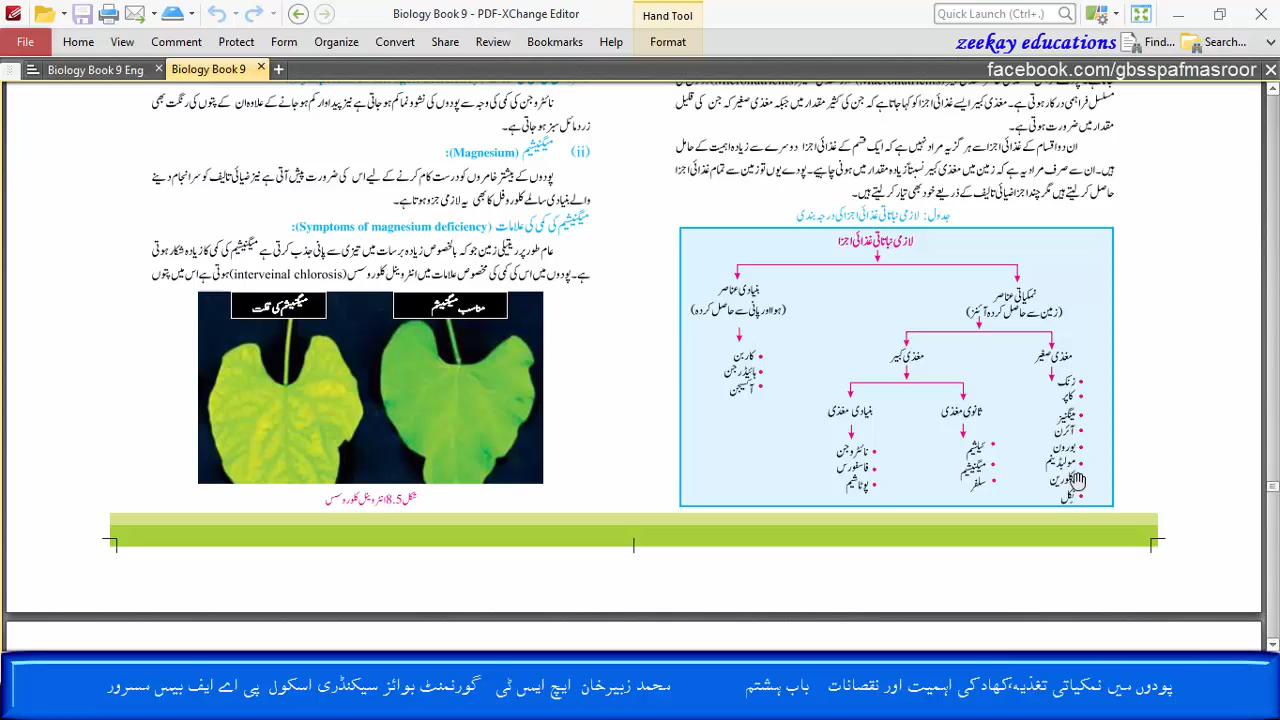 Biology Book 9 - PDF-XChange Editor
Hand Tool
Quick Launch (Ctrl+.)
File Home View Comment Protect Form Organize Convert Share Review Bookmarks Help Format
zeekay educations
Find... Search...
Biology Book 9 Eng
Biology Book 9
facebook.com/gbsspafmasroor
مسلسل فراہمی درکار ہوتی ہے۔ مغذی کبیر ایسے غذائی اجزا کو کہا جاتا ہے کہ جن کی کثیر مقدار میں جبکہ مغذی صغیر کہ جن کی قلیل
مقدار میں ضرورت ہوتی ہے۔
ان دو اقسام کے غذائی اجزا سے ہرگز یہ مراد نہیں ہے کہ ایک قسم کے غذائی اجزا دوسرے سے زیادہ اہمیت کے حامل
ہیں۔ ان سے صرف مراد یہ ہے کہ زمین میں مغذی کبیر نسبتاً زیادہ مقدار میں ہونی چاہیے۔ پودے یوں تو زمین سے تمام غذائی اجزا
حاصل کر لیتے ہیں مگر چند اجزا ضیائی تالیف کے ذریعے خود بھی تیار کر لیتے ہیں۔
جدول: لازمی نباتاتی غذائی اجزا کی درجہ بندی
لازمی نباتاتی غذائی اجزا
نمکیاتی عناصر
(زمین سے حاصل کردہ آئنز)
بنیادی عناصر
(ہوا اور پانی سے حاصل کردہ)
مغذی صغیر
مغذی کبیر
• کاربن
• ہائیڈروجن
• آکسیجن
• زنک
• کاپر
• مینگنیز
• آئرن
• بورون
• مولبڈینم
کلورین
• نِکل
ثانوی مغذی
بنیادی مغذی
• کیلشیم
• میگنیشیم
• سلفر
• نائٹروجن
• فاسفورس
• پوٹاشیم
نائٹروجن کی کمی کی وجہ سے پودوں کی نشوونما کم ہو جاتی ہے نیز پیداوار کم ہو جانے کے علاوہ ان کے پتوں کی رنگت بھی
زرد مائل سبز ہو جاتی ہے۔
(ii) میگنیشیم (Magnesium):
پودوں کے بیشتر خامروں کو درست کام کرنے کے لیے اس کی ضرورت پیش آتی ہے نیز ضیائی تالیف کو سرانجام دینے
والے بنیادی سالمے کلوروفل کا بھی یہ لازمی جزو ہوتا ہے۔
میگنیشیم کی کمی کی علامات (Symptoms of magnesium deficiency):
عام طور پر ریتیلی زمین جو کہ بالخصوص زیادہ برسات میں تیزی سے پانی جذب کرتی ہے میگنیشیم کی کمی کا زیادہ شکار ہوتی
ہے۔ پودوں میں اس کی کمی کی مخصوص علامات میں انٹروینل کلوروسس (interveinal chlorosis) ہوتی ہے اس میں پتوں
مناسب میگنیشیم
میگنیشیم کی قلت
شکل 8.5 انٹروینل کلوروسس
پودوں میں نمکیاتی تغذیہ،کھاد کی اہمیت اور نقصانات باب ہشتم محمد زبیرخان ایچ ایس ٹی گورنمنٹ بوائز سیکنڈری اسکول پی اے ایف بیس مسرور